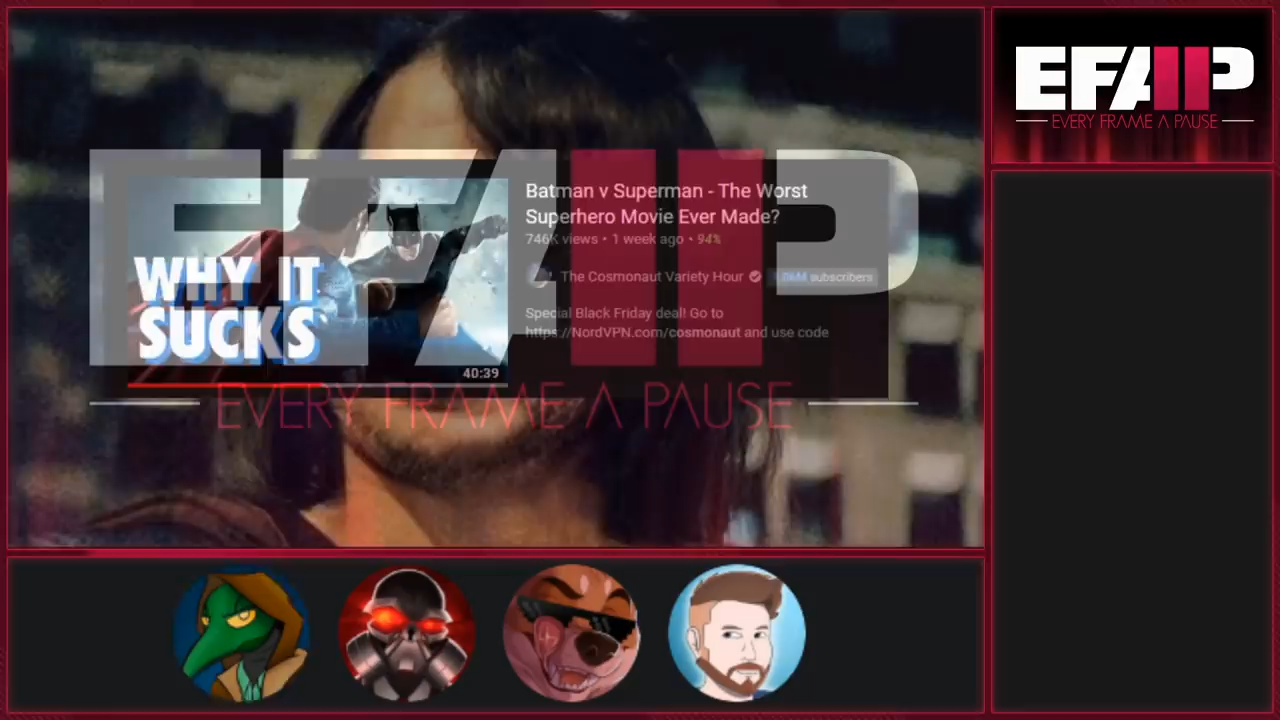 EFAP
EVERY FRAME A PAUSE
EFAP
EVERY FRAME A PAUSE
WHY IT
SUCKS
40:39
Batman v Superman - The Worst
Superhero Movie Ever Made?
746K views • 1 week ago • 94%
The Cosmonaut Variety Hour
subscribers
Special Black Friday deal! Go to
https://NordVPN.com/cosmonaut and use code